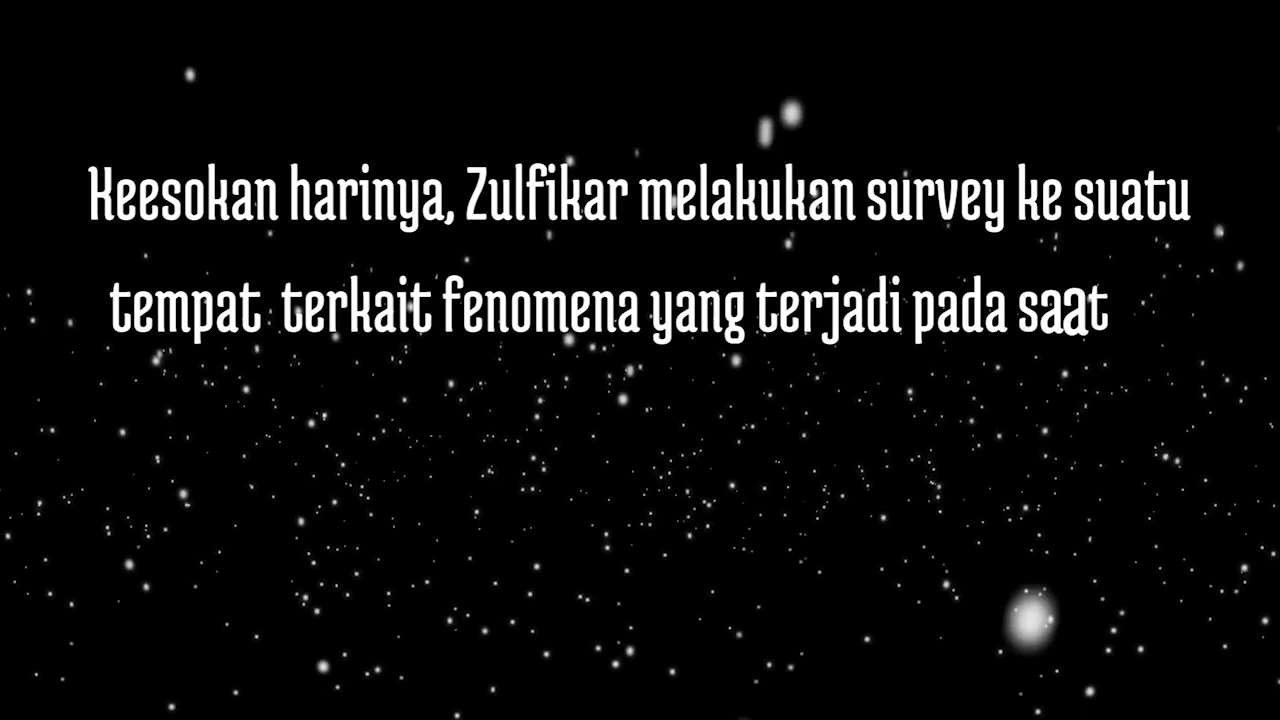 Keesokan harinya, Zulfikar melakukan survey ke suatu
tempat terkait fenomena yang terjadi pada saat